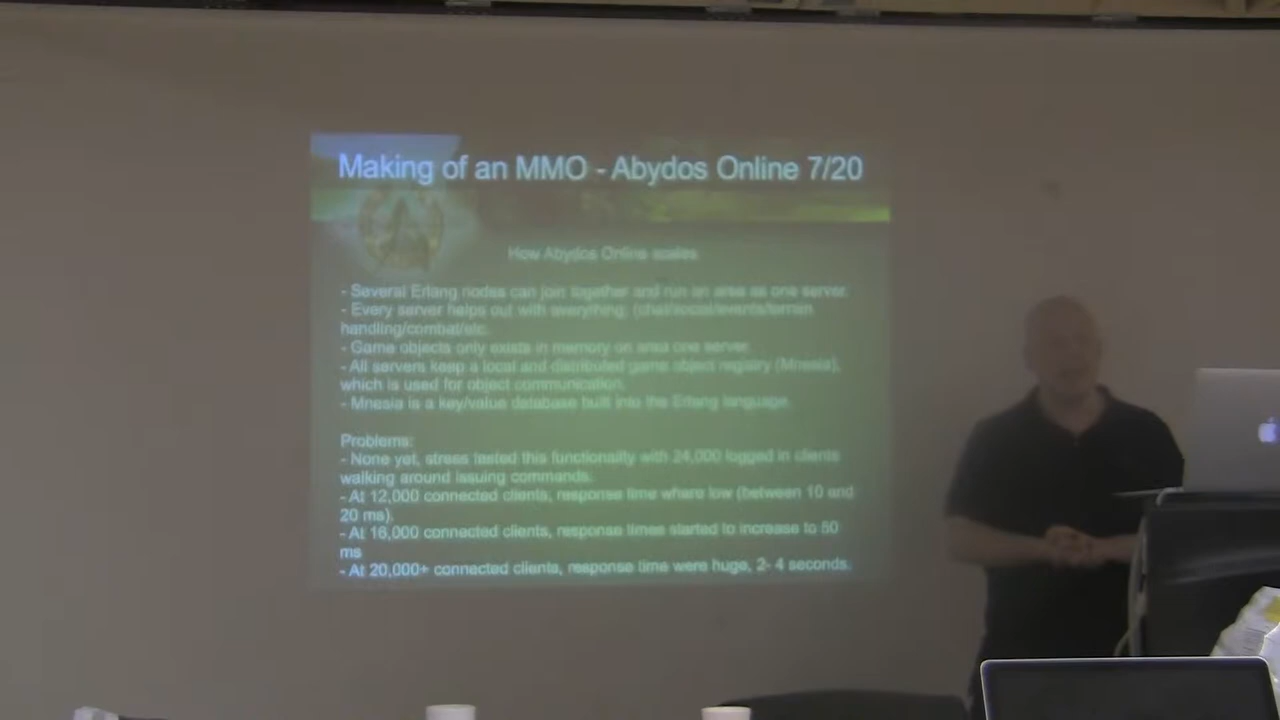 Making of an MMO - Abydos Online 7/20
How Abydos Online scales
- Several Erlang nodes can join together and run an area as one server.
- Every server helps out with everything; (chat/social/events/terrain
handling/combat/etc.
- Game objects only exists in memory on area one server.
- All servers keep a local and distributed game object registry (Mnesia),
which is used for object communication.
- Mnesia is a key/value database built into the Erlang language.
Problems:
- None yet, stress tested this functionality with 24,000 logged in clients
walking around issuing commands.
- At 12,000 connected clients, response time where low (between 10 and
20 ms).
- At 16,000 connected clients, response times started to increase to 80
ms
- At 20,000+ connected clients, response time were huge, 2- 4 seconds.